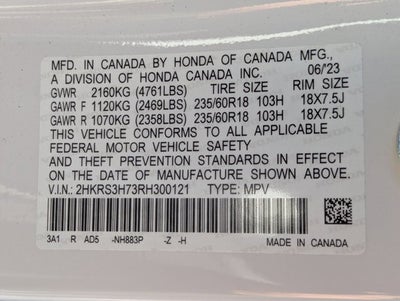 MFD. IN CANADA BY HONDA OF CANADA MFG.,
A DIVISION OF HONDA CANADA INC. 06/'23
GVWR 2160KG (4761LBS) TIRE SIZE RIM SIZE
GAWR F 1120KG (2469LBS) 235/60R18 103H 18X7.5J
GAWR R 1070KG (2358LBS) 235/60R18 103H 18X7.5J
THIS VEHICLE CONFORMS TO ALL APPLICABLE
FEDERAL MOTOR VEHICLE SAFETY
AND THEFT PREVENTION STANDARDS IN EFFECT
ON THE DATE OF MANUFACTURE SHOWN ABOVE.
V.I.N.: 2HKRS3H73RH300121 TYPE: MPV
3A1 R AD5 -NH883P -Z -H MADE IN CANADA